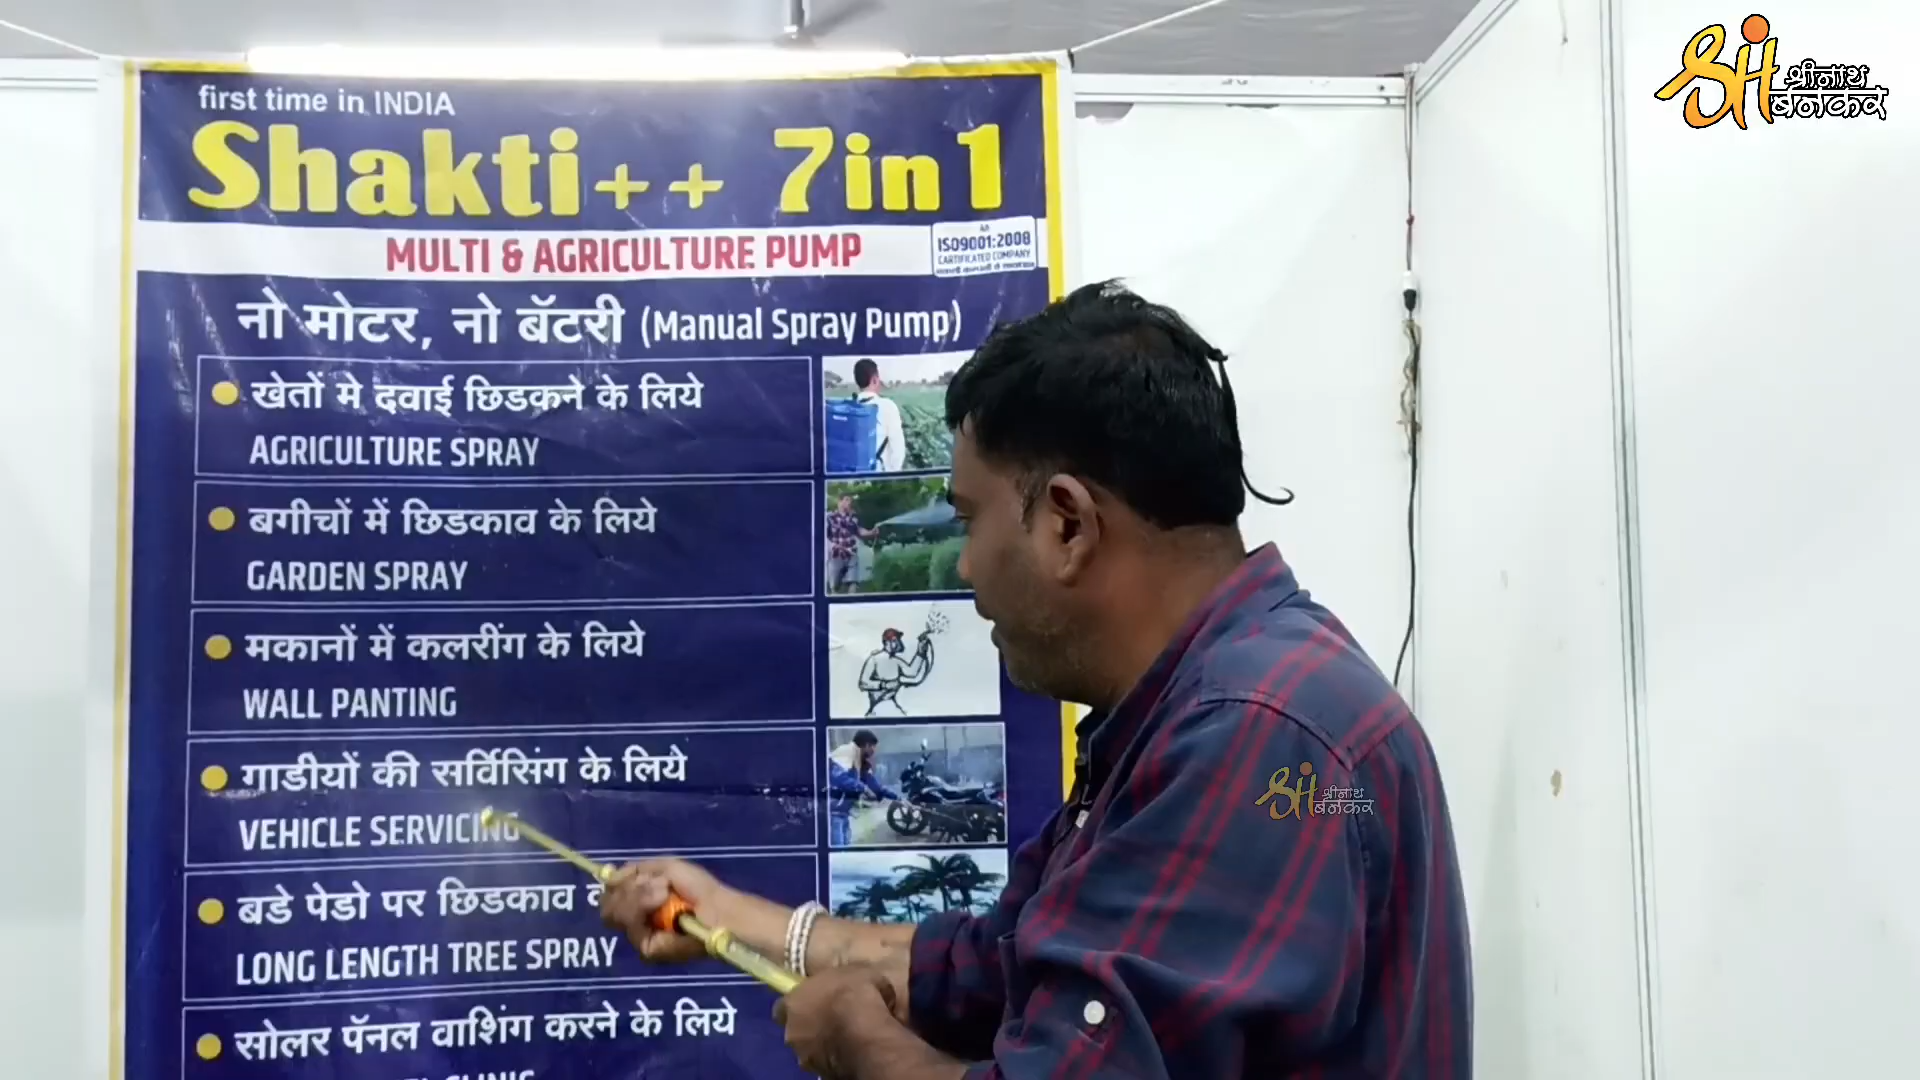 first time in INDIA
Shakti++ 7in1
MULTI & AGRICULTURE PUMP
ISO9001:2008
CARTIFICATED COMPANY
नो मोटर, नो बॅटरी (Manual Spray Pump)
खेतों मे दवाई छिडकने के लिये
AGRICULTURE SPRAY
बगीचों में छिडकाव के लिये
GARDEN SPRAY
मकानों में कलरींग के लिये
WALL PANTING
गाडीयों की सर्विसिंग के लिये
VEHICLE SERVICING
बडे पेडो पर छिडकाव
LONG LENGTH TREE SPRAY
सोलर पॅनल वाशिंग करने के लिये
श्रीनाथ
बनकर
श्रीनाथ
बनकर